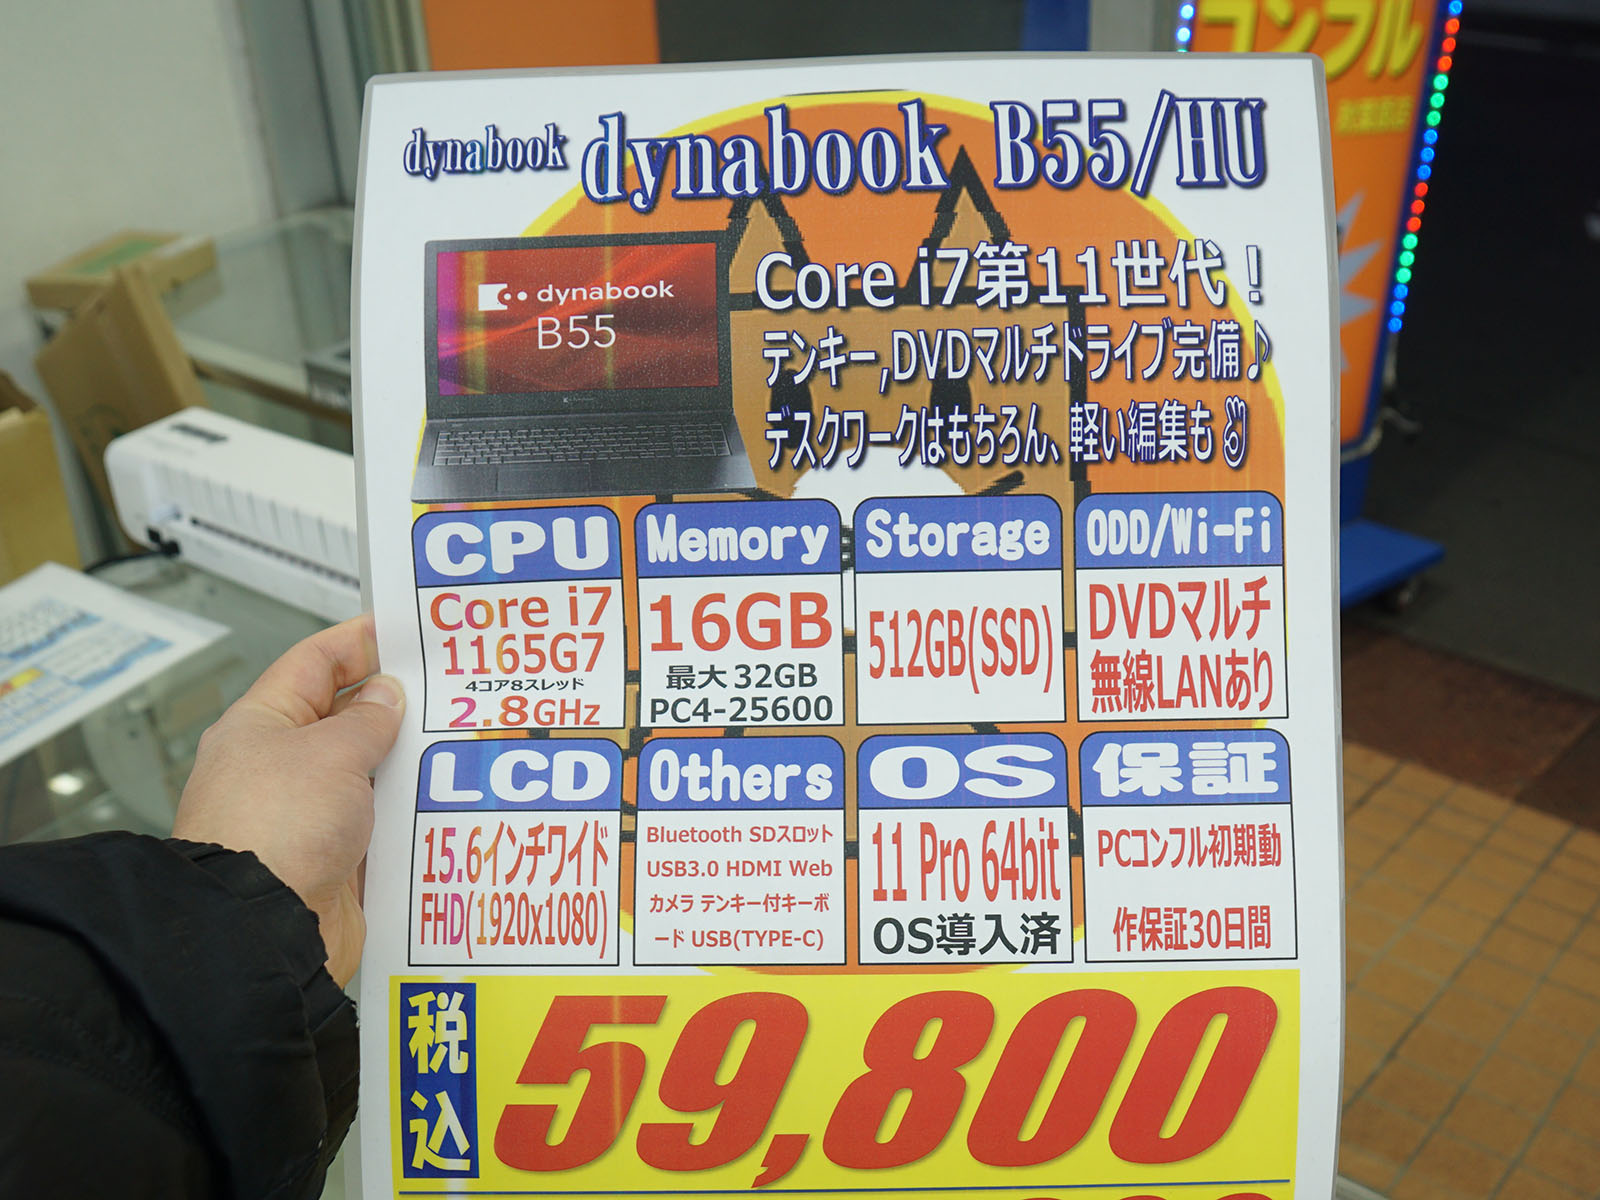 コンフル
dynabook dynabook B55/HU
dynabook
B55
Core i7第11世代！
テンキー,DVDマルチドライブ完備♪
デスクワークはもちろん、軽い編集も
CPU
Core i7
1165G7
4コア8スレッド
2.8GHz
Memory
16GB
最大 32GB
PC4-25600
Storage
512GB(SSD)
ODD/Wi-Fi
DVDマルチ
無線LANあり
LCD
15.6インチワイド
FHD(1920x1080)
Others
Bluetooth SDスロット
USB3.0 HDMI Web
カメラ テンキー付キーボ
ード USB(TYPE-C)
OS
11 Pro 64bit
OS導入済
保証
PCコンフル初期動
作保証30日間
税込
59,800